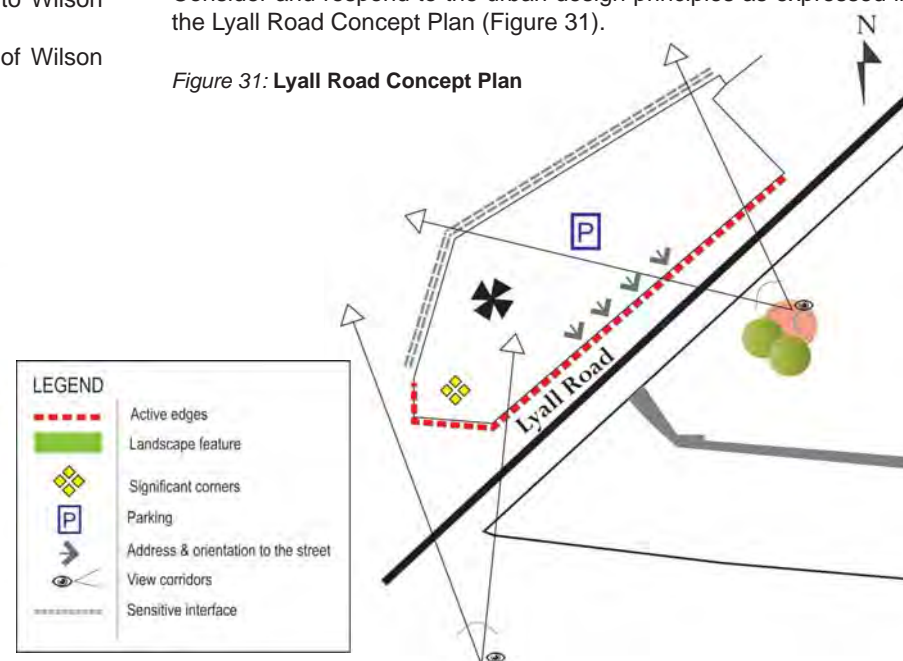 to Wilson
of Wilson
Consider and respond to the urban design principles as expressed
the Lyall Road Concept Plan (Figure 31).
Figure 31: Lyall Road Concept Plan
N
P
Lyall Road
LEGEND
Active edges
Landscape feature
Significant corners
P
Parking
Address & orientation to the street
View corridors
Sensitive interface